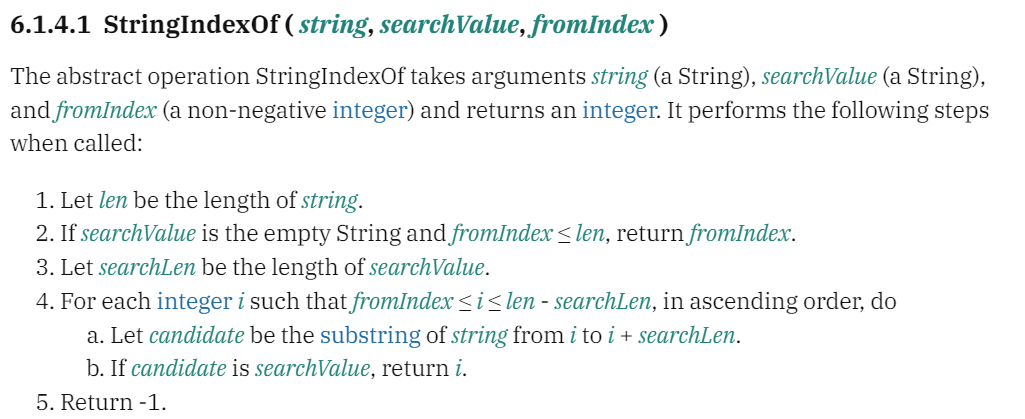 6.1.4.1 StringIndexOf ( string, searchValue, fromIndex )
The abstract operation StringIndexOf takes arguments string (a String), searchValue (a String),
and fromIndex (a non-negative integer) and returns an integer. It performs the following steps
when called:
1. Let len be the length of string.
2. If searchValue is the empty String and fromIndex ≤ len, return fromIndex.
3. Let searchLen be the length of searchValue.
4. For each integer i such that fromIndex ≤ i ≤ len - searchLen, in ascending order, do
a. Let candidate be the substring of string from i to i + searchLen.
b. If candidate is searchValue, return i.
5. Return -1.